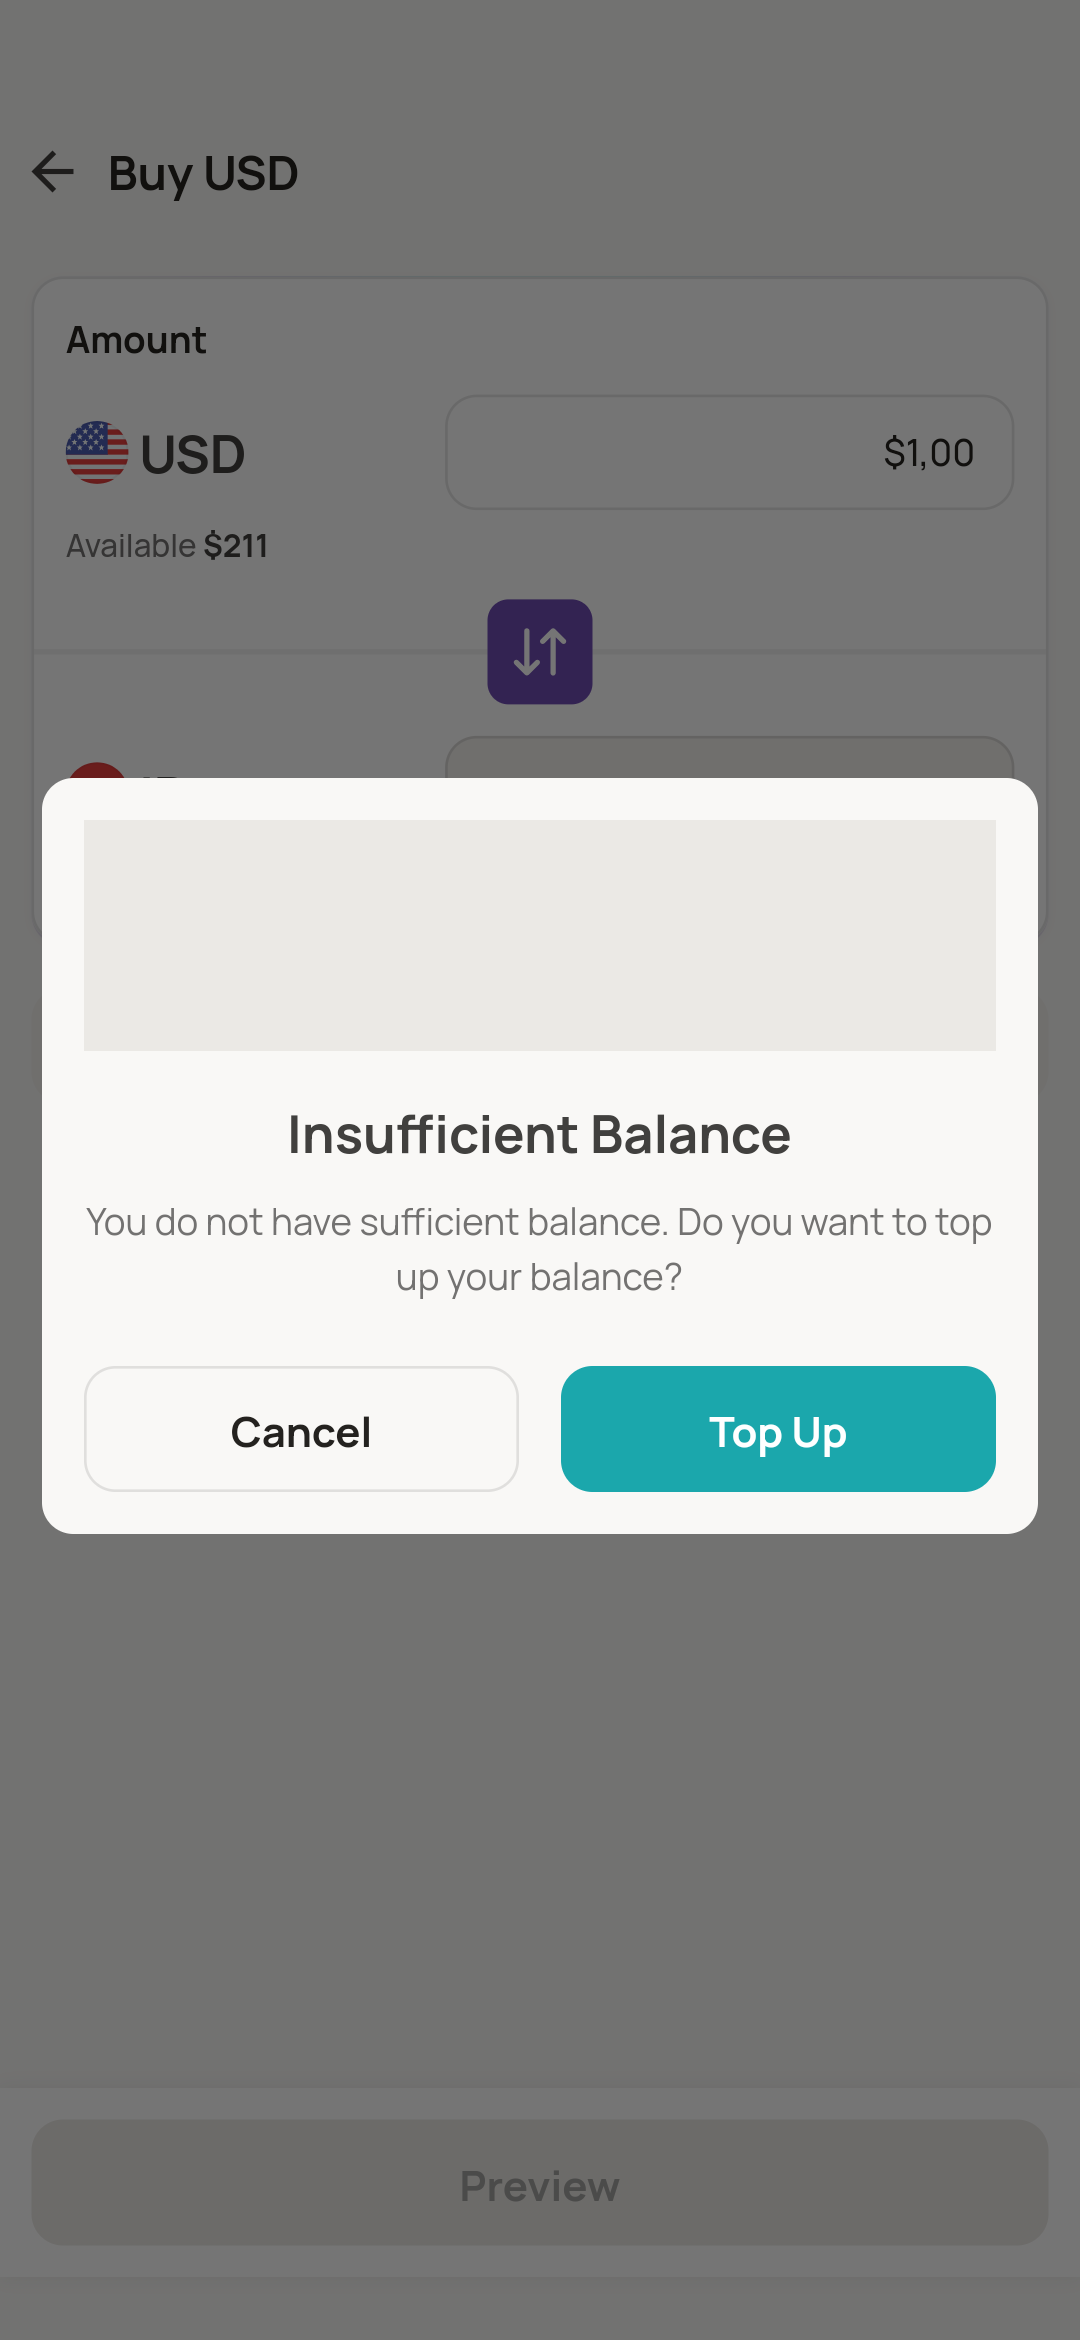 Buy USD
Amount
USD
$1,00
Available $211
Insufficient Balance
You do not have sufficient balance. Do you want to top
up your balance?
Cancel
Top Up
Preview